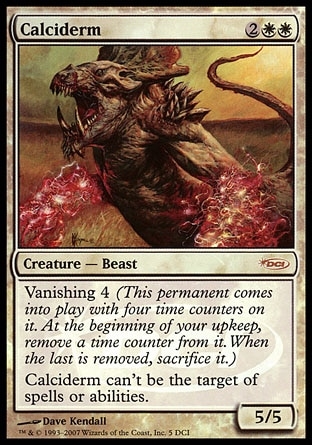 Calciderm 2
DCI
Creature — Beast
Vanishing 4 (This permanent comes
into play with four time counters on
it. At the beginning of your upkeep,
remove a time counter from it. When
the last is removed, sacrifice it.)
Calciderm can't be the target of
spells or abilities.
Dave Kendall
™ & © 1993-2007 Wizards of the Coast, Inc. 5 DCI
5/5